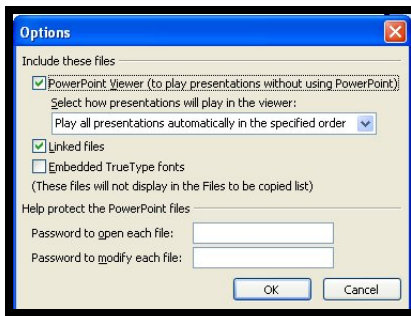 Options
Include these files
PowerPoint Viewer (to play presentations without using PowerPoint)
Select how presentations will play in the viewer:
Play all presentations automatically in the specified order
Linked files
Embedded TrueType fonts
(These files will not display in the Files to be copied list)
Help protect the PowerPoint files
Password to open each file:
Password to modify each file:
OK Cancel